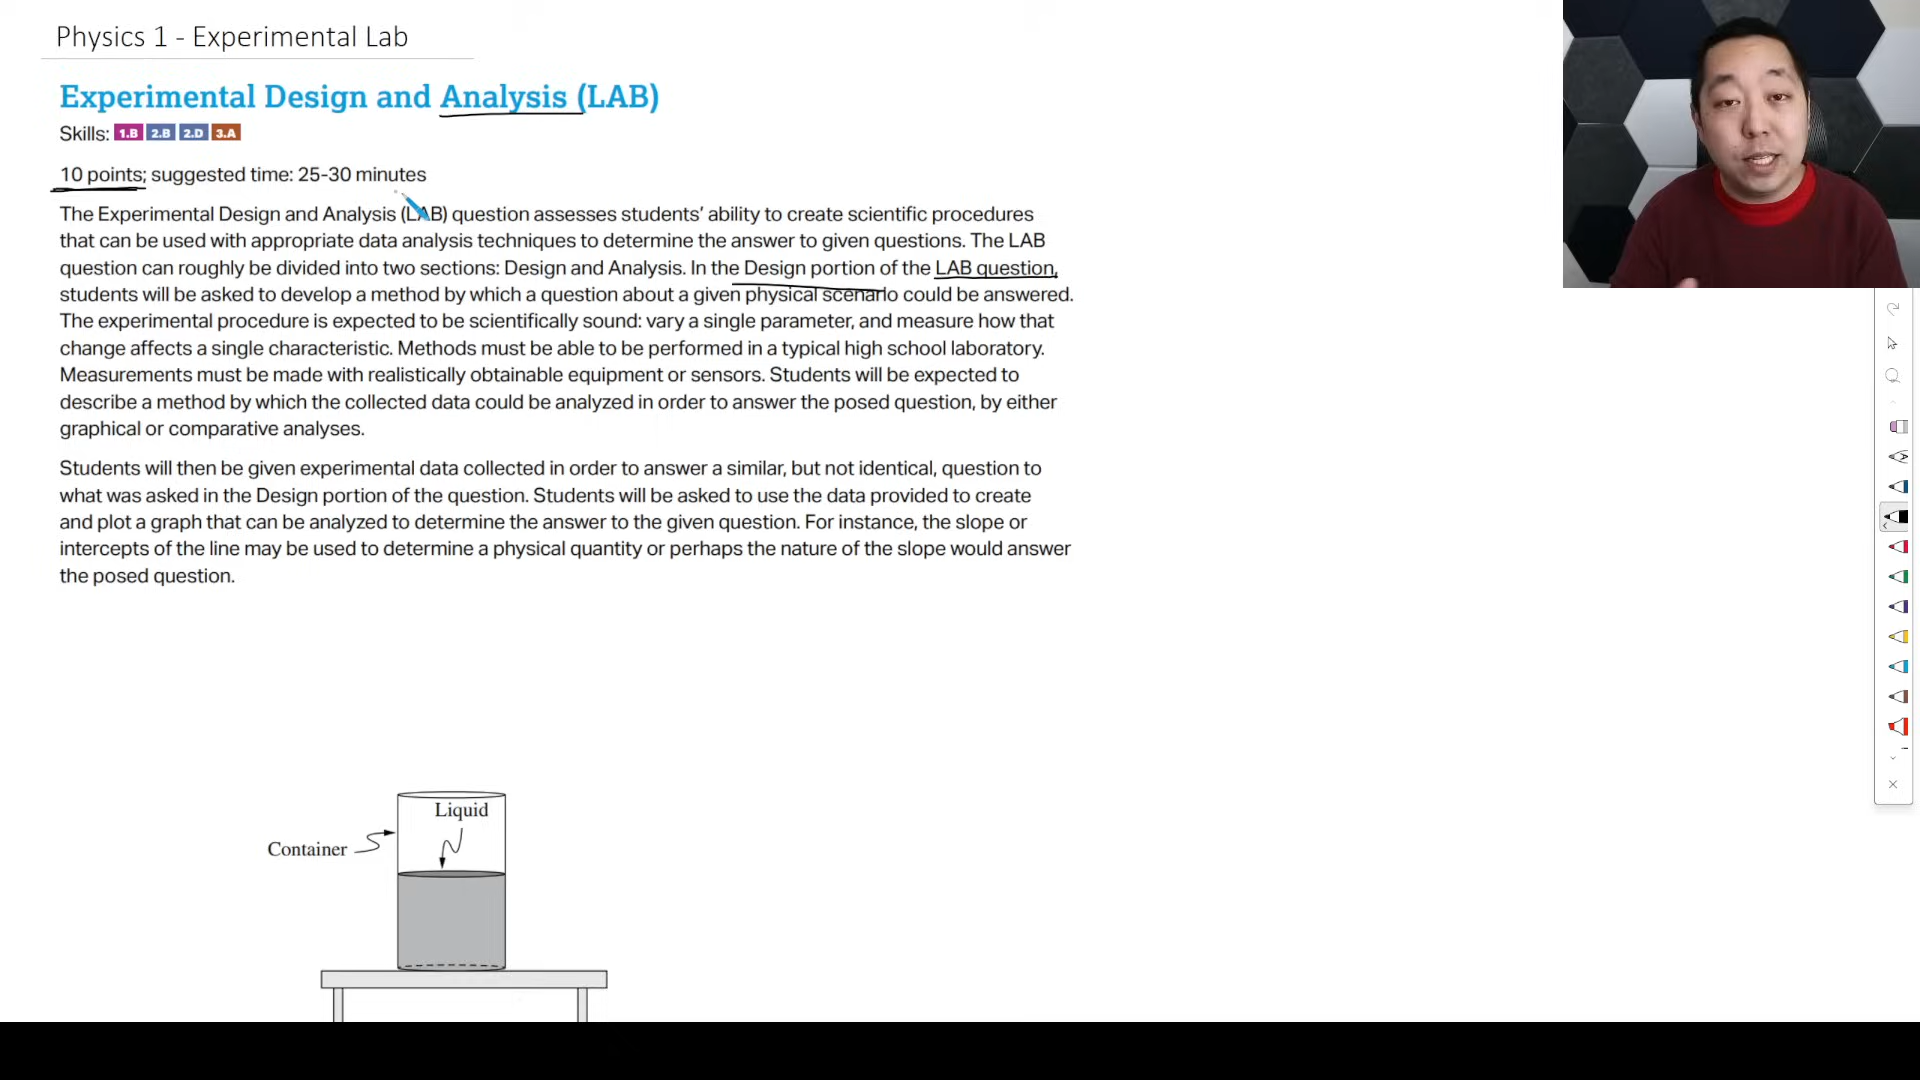 Physics 1 - Experimental Lab
Experimental Design and Analysis (LAB)
Skills: 1.B 2.B 2.D 3.A
10 points; suggested time: 25-30 minutes
The Experimental Design and Analysis (LAB) question assesses students' ability to create scientific procedures
that can be used with appropriate data analysis techniques to determine the answer to given questions. The LAB
question can roughly be divided into two sections: Design and Analysis. In the Design portion of the LAB question,
students will be asked to develop a method by which a question about a given physical scenario could be answered.
The experimental procedure is expected to be scientifically sound: vary a single parameter, and measure how that
change affects a single characteristic. Methods must be able to be performed in a typical high school laboratory.
Measurements must be made with realistically obtainable equipment or sensors. Students will be expected to
describe a method by which the collected data could be analyzed in order to answer the posed question, by either
graphical or comparative analyses.
Students will then be given experimental data collected in order to answer a similar, but not identical, question to
what was asked in the Design portion of the question. Students will be asked to use the data provided to create
and plot a graph that can be analyzed to determine the answer to the given question. For instance, the slope or
intercepts of the line may be used to determine a physical quantity or perhaps the nature of the slope would answer
the posed question.
Liquid
Container